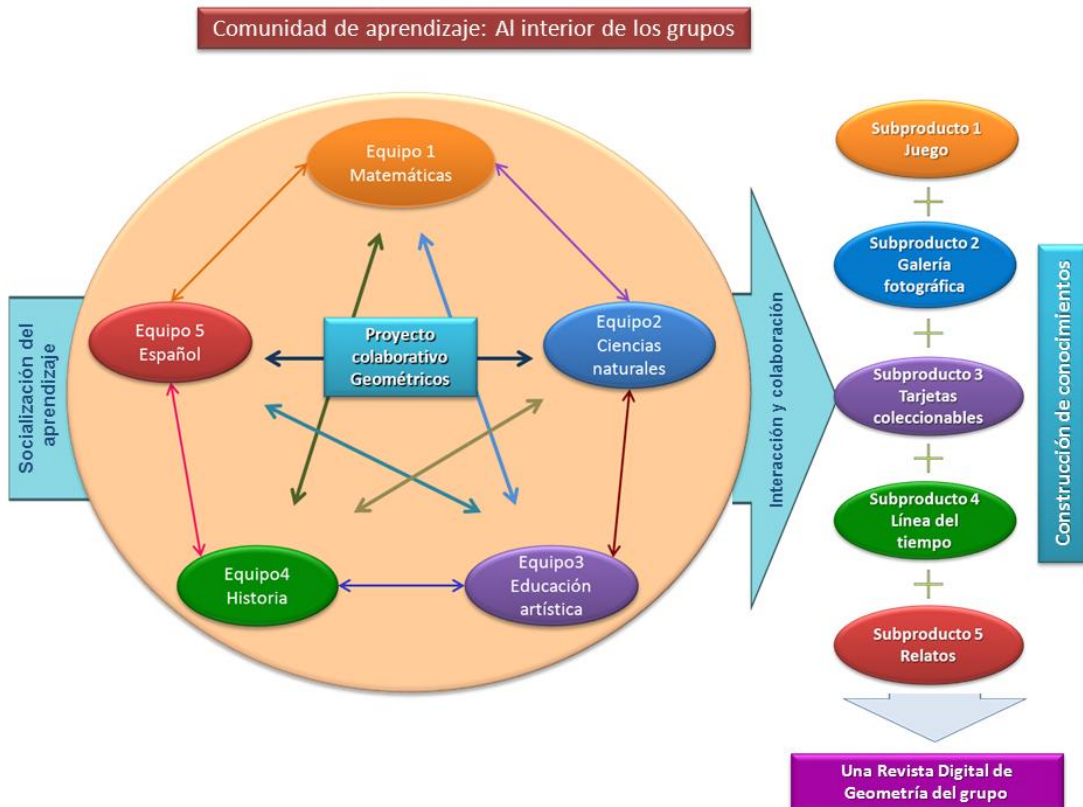 Comunidad de aprendizaje: Al interior de los grupos
Equipo 1
Matemáticas
Equipo 5
Español
Proyecto
colaborativo
Geométricos
Equipo2
Ciencias
naturales
Equipo4
Historia
Equipo3
Educación
artística
Socialización del
aprendizaje
Interacción y colaboración
Subproducto 1
Juego
+
Subproducto 2
Galería
fotográfica
+
Subproducto 3
Tarjetas
coleccionables
+
Subproducto 4
Línea del
tiempo
+
Subproducto 5
Relatos
Construcción de conocimientos
Una Revista Digital de
Geometría del grupo